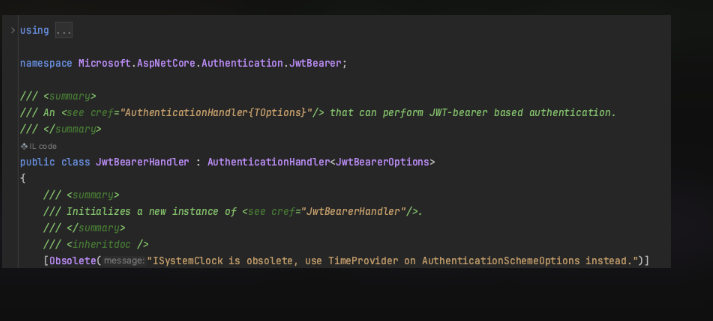 using ...
namespace Microsoft.AspNetCore.Authentication.JwtBearer;
/// <summary>
/// An <see cref="AuthenticationHandler{TOptions}"/> that can perform JWT-bearer based authentication.
/// </summary>
IL code
public class JwtBearerHandler : AuthenticationHandler<JwtBearerOptions>
{
/// <summary>
/// Initializes a new instance of <see cref="JwtBearerHandler"/>.
/// </summary>
/// <inheritdoc />
[Obsolete( message: "ISystemClock is obsolete, use TimeProvider on AuthenticationSchemeOptions instead.")]